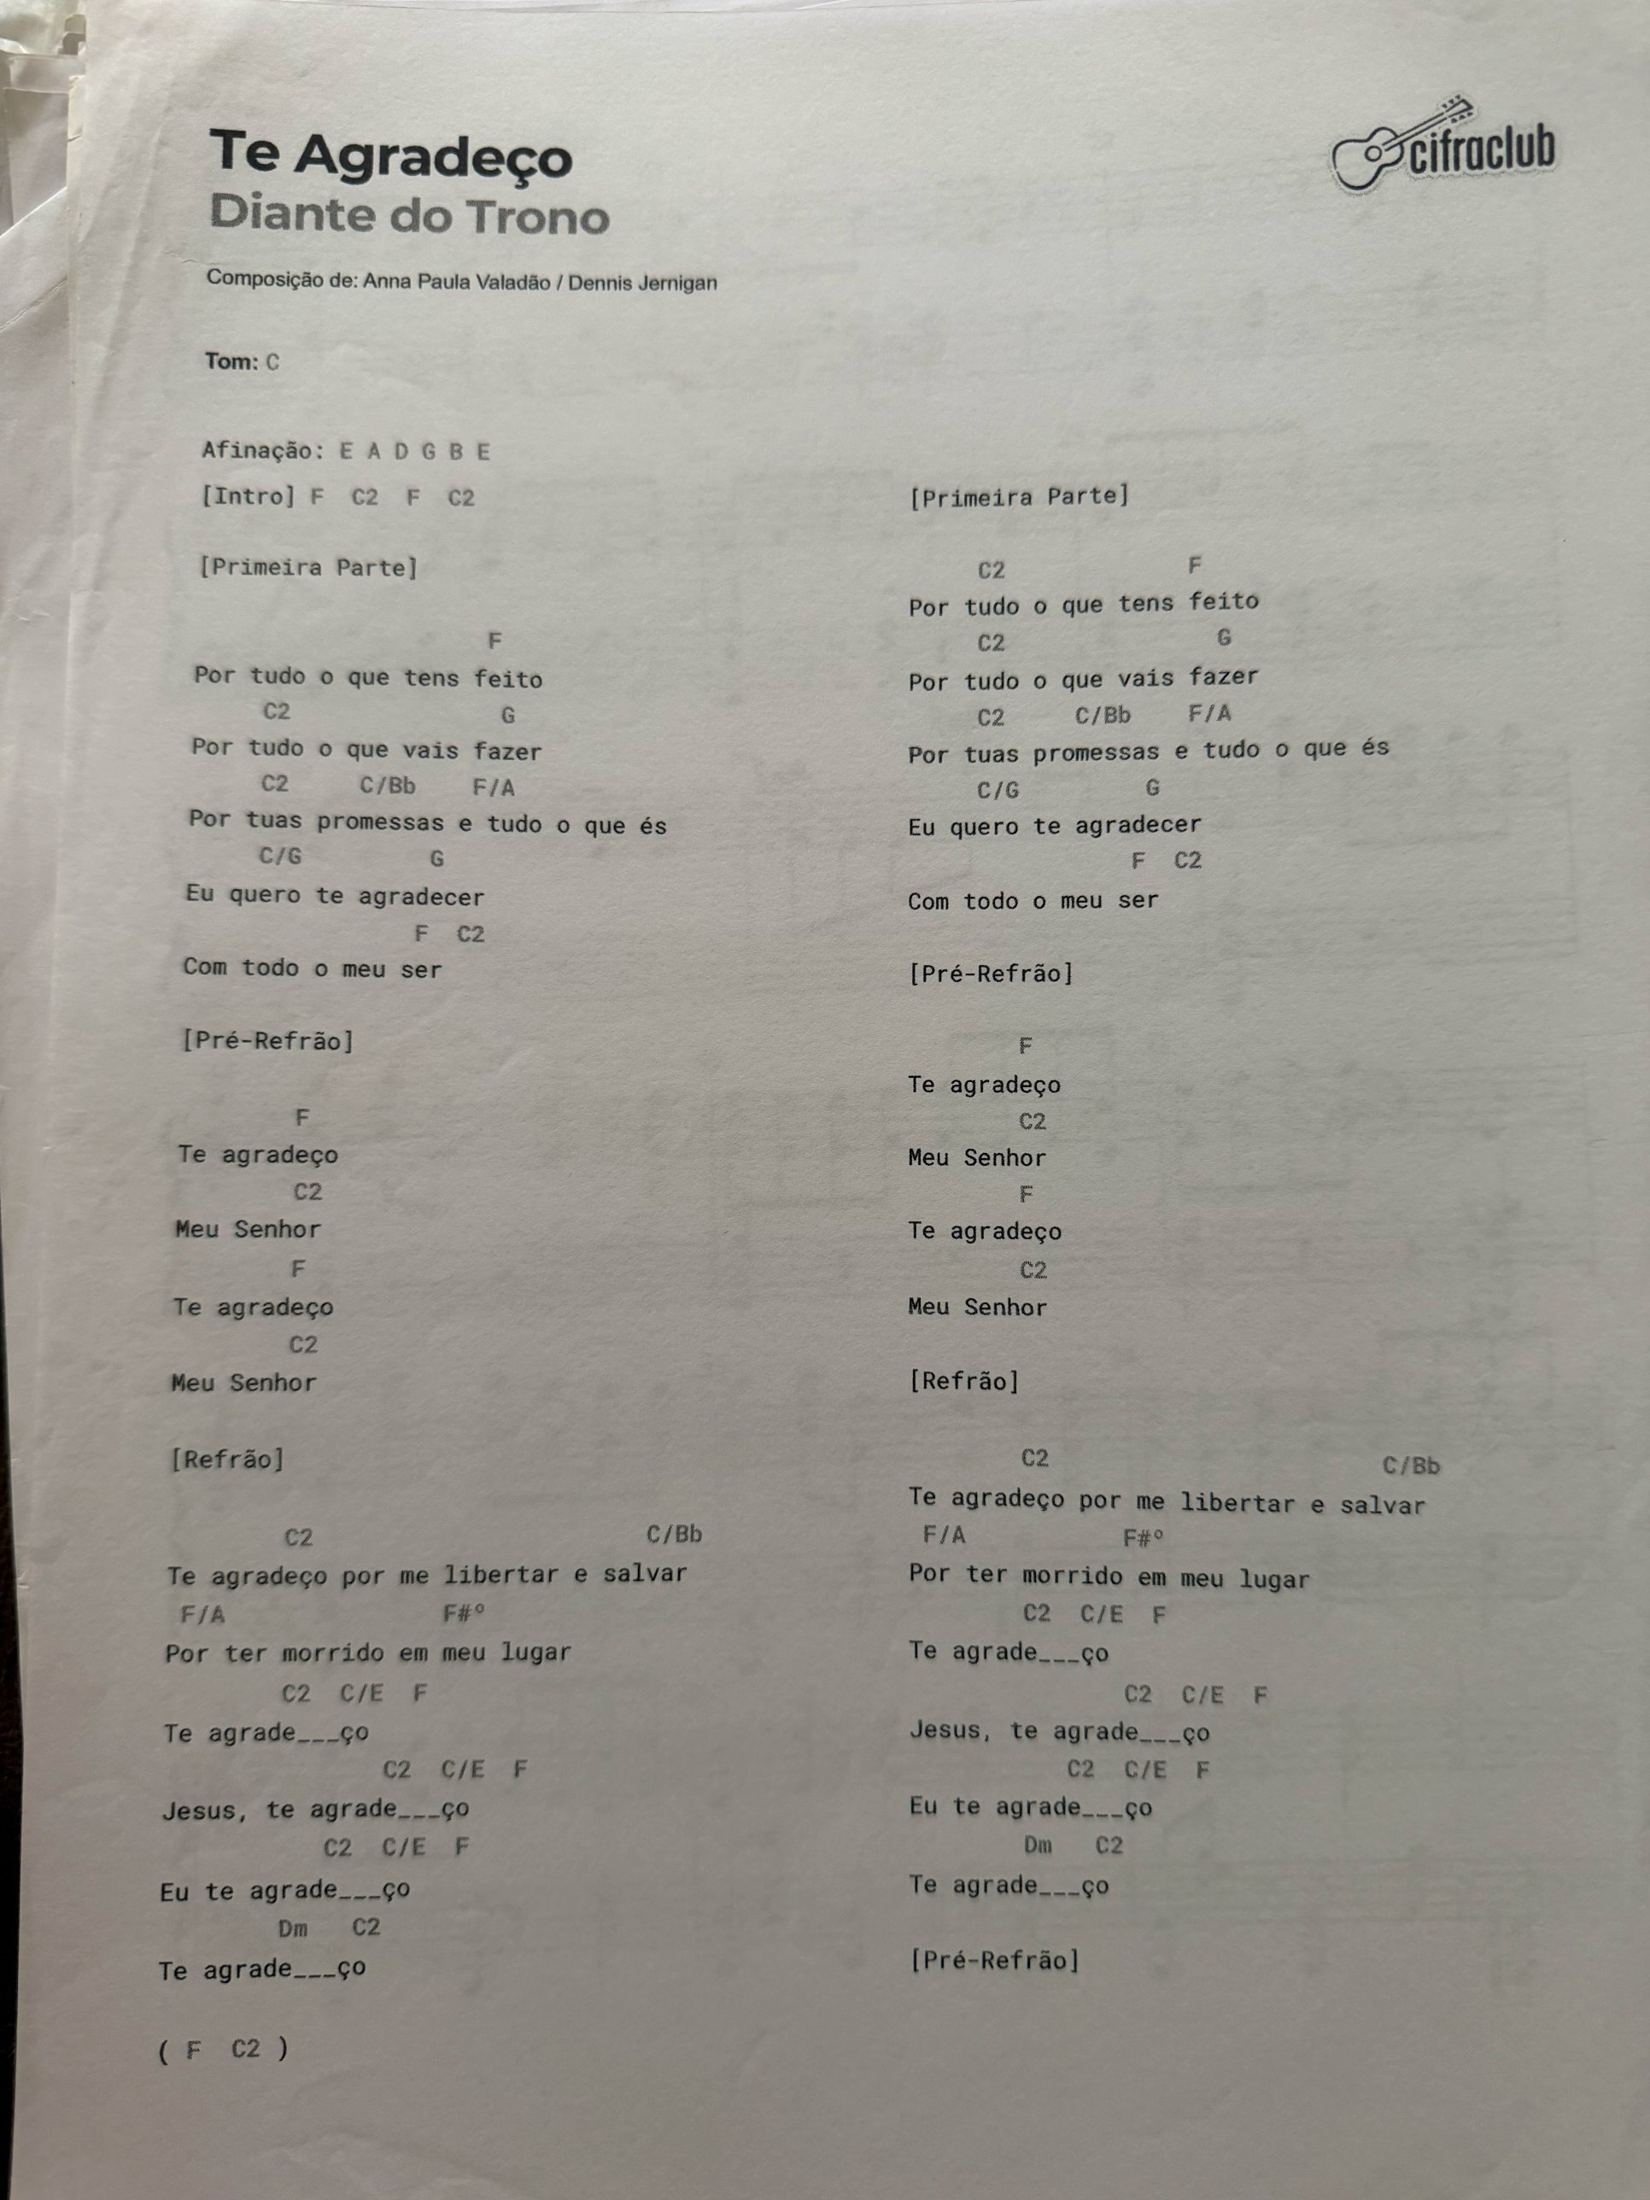 Te Agradeço
Diante do Trono
cifraclub
Composição de: Anna Paula Valadão / Dennis Jernigan
Tom: C
Afinação: E A D G B E
[Intro] F  C2  F  C2
[Primeira Parte]
F
Por tudo o que tens feito
C2               G
Por tudo o que vais fazer
C2     C/Bb    F/A
Por tuas promessas e tudo o que és
C/G         G
Eu quero te agradecer
F  C2
Com todo o meu ser
[Pré-Refrão]
F
Te agradeço
C2
Meu Senhor
F
Te agradeço
C2
Meu Senhor
[Refrão]
C2                       C/Bb
Te agradeço por me libertar e salvar
F/A               F#º
Por ter morrido em meu lugar
C2  C/E  F
Te agrade___ço
C2  C/E  F
Jesus, te agrade___ço
C2  C/E  F
Eu te agrade___ço
Dm   C2
Te agrade___ço
( F  C2 )
[Primeira Parte]
C2             F
Por tudo o que tens feito
C2               G
Por tudo o que vais fazer
C2     C/Bb    F/A
Por tuas promessas e tudo o que és
C/G         G
Eu quero te agradecer
F  C2
Com todo o meu ser
[Pré-Refrão]
F
Te agradeço
C2
Meu Senhor
F
Te agradeço
C2
Meu Senhor
[Refrão]
C2                       C/Bb
Te agradeço por me libertar e salvar
F/A           F#º
Por ter morrido em meu lugar
C2  C/E  F
Te agrade___ço
C2  C/E  F
Jesus, te agrade___ço
C2  C/E  F
Eu te agrade___ço
Dm   C2
Te agrade___ço
[Pré-Refrão]